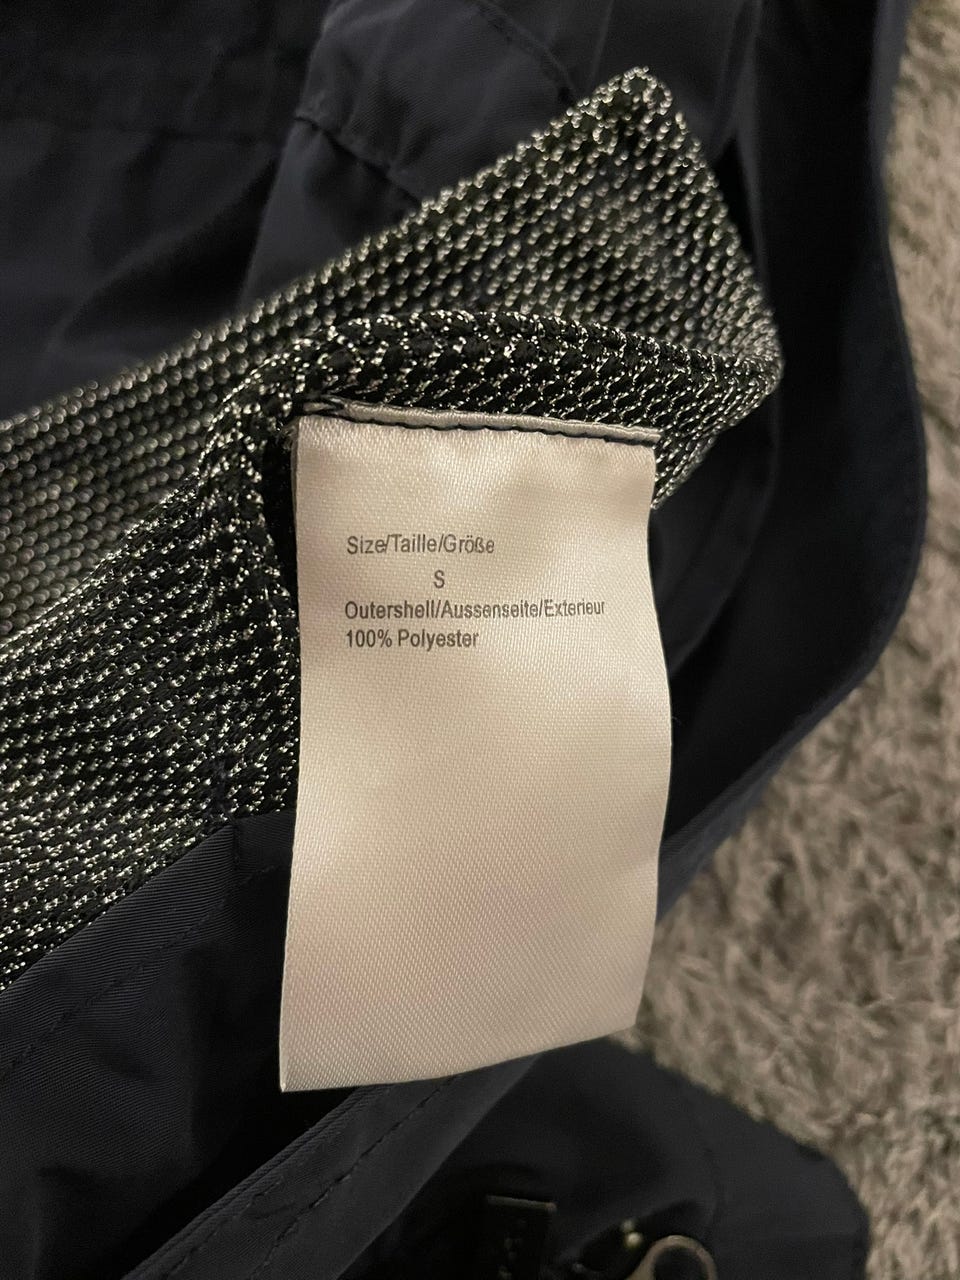 Size/Taille/Größe
S
Outershell/Aussenseite/Exterieur
100% Polyester